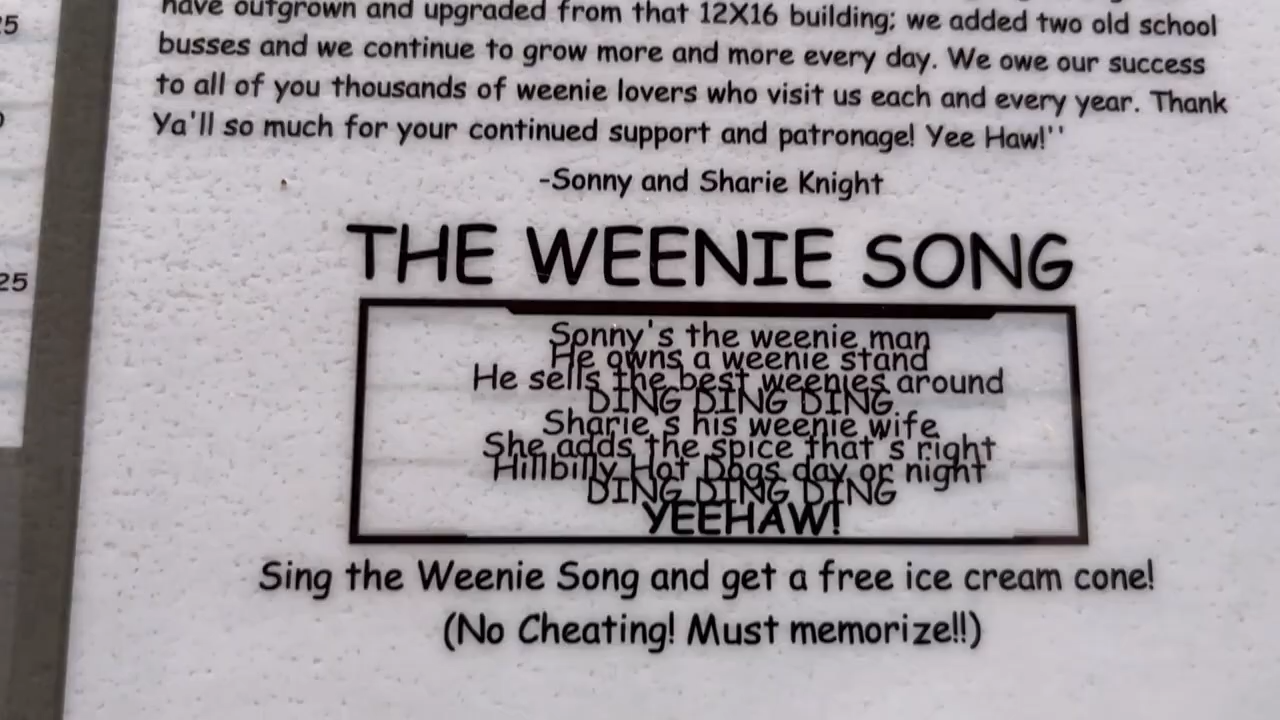 25
have outgrown and upgraded from that 12X16 building; we added two old school
busses and we continue to grow more and more every day. We owe our success
to all of you thousands of weenie lovers who visit us each and every year. Thank
Ya'll so much for your continued support and patronage! Yee Haw!''
-Sonny and Sharie Knight
THE WEENIE SONG
Sonny's the weenie man
He owns a weenie stand
He sells the best weenies around
DING DING DING
Sharie's his weenie wife
She adds the spice that's right
Hillbilly Hot Dogs day or night
DING DING DING
YEEHAW!
Sing the Weenie Song and get a free ice cream cone!
(No Cheating! Must memorize!!)